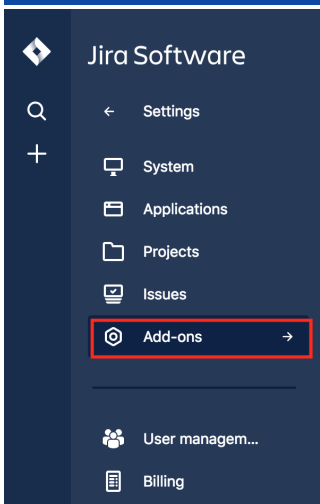 Jira Software
Settings
System
Applications
Projects
Issues
Add-ons
User managem...
Billing